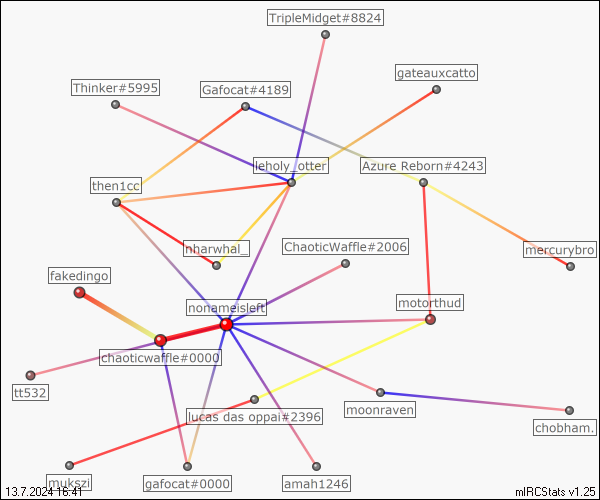 TripleMidget#8824
gateauxcatto
Thinker#5995
Gafocat#4189
ieholy_otter
Azure Reborn#4243
then1cc
nharwhal_
ChaoticWaffle#2006
mercurybro
fakedingo
nonameisleft
motorthud
chaoticwaffle#0000
tt532
lucas das oppai#2396
moonraven
chobham.
mukszi
gafocat#0000
amah1246
13.7.2024 16:41
mIRCStats v1.25